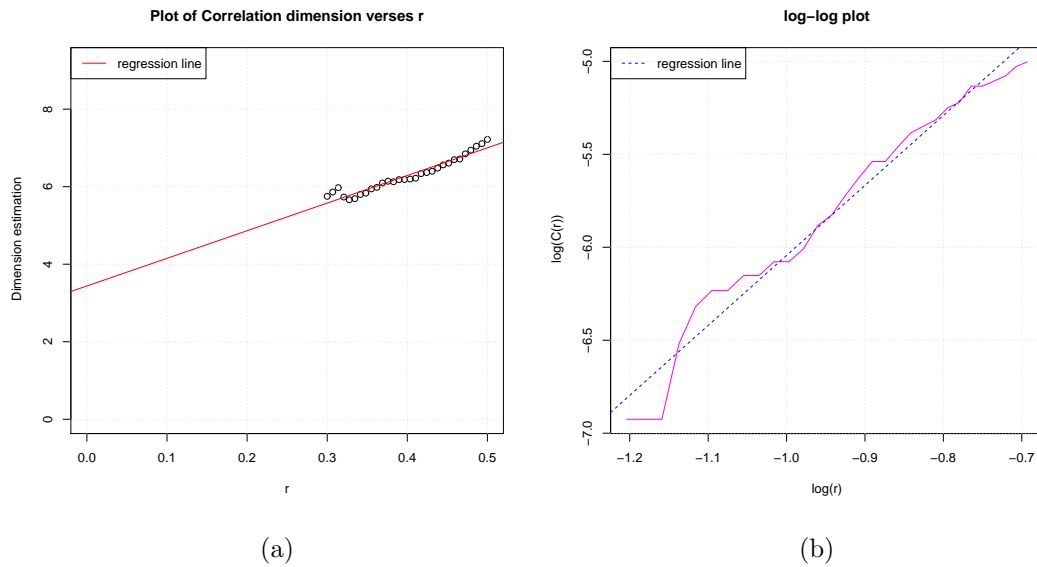 Plot of Correlation dimension verses r
regression line
Dimension estimation
8
6
4
2
0
0.0 0.1 0.2 0.3 0.4 0.5
r
(a)
log−log plot
regression line
log(C(r))
−5.0
−5.5
−6.0
−6.5
−7.0
−1.2 −1.1 −1.0 −0.9 −0.8 −0.7
log(r)
(b)